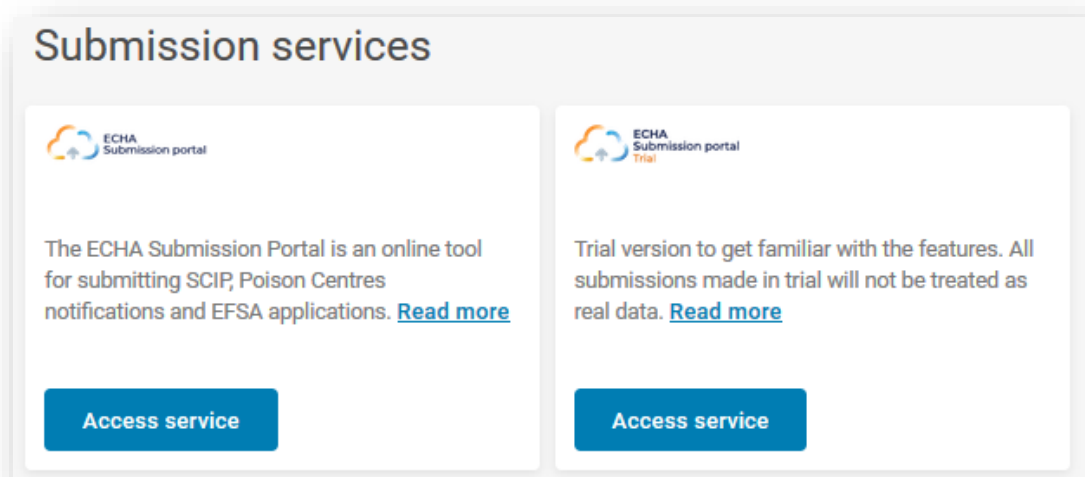 Submission services
ECHA
Submission portal
The ECHA Submission Portal is an online tool
for submitting SCIP, Poison Centres
notifications and EFSA applications. Read more
Access service
ECHA
Submission portal
Trial
Trial version to get familiar with the features. All
submissions made in trial will not be treated as
real data. Read more
Access service